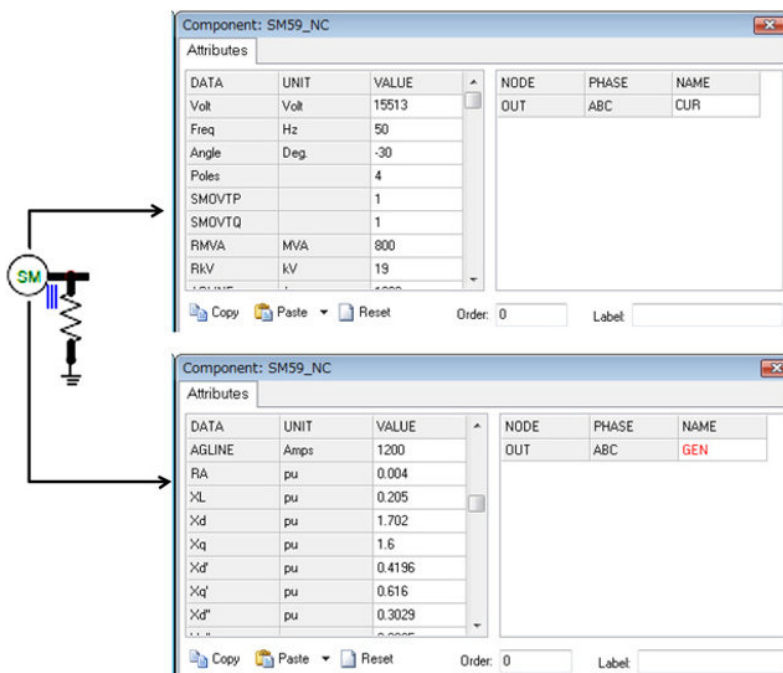 Component: SM59_NC
Attributes
DATA UNIT VALUE NODE PHASE NAME
Volt Volt 15513 OUT ABC CUR
Freq Hz 50
Angle Deg. -30
Poles 4
SMOVTP 1
SMOVTQ 1
RMVA MVA 800
RkV kV 19
Copy Paste Reset Order: 0 Label:
SM
Component: SM59_NC
Attributes
DATA UNIT VALUE NODE PHASE NAME
AGLINE Amps 1200 OUT ABC GEN
RA pu 0.004
XL pu 0.205
Xd pu 1.702
Xq pu 1.6
Xd' pu 0.4196
Xq' pu 0.616
Xd" pu 0.3029
Copy Paste Reset Order: 0 Label: